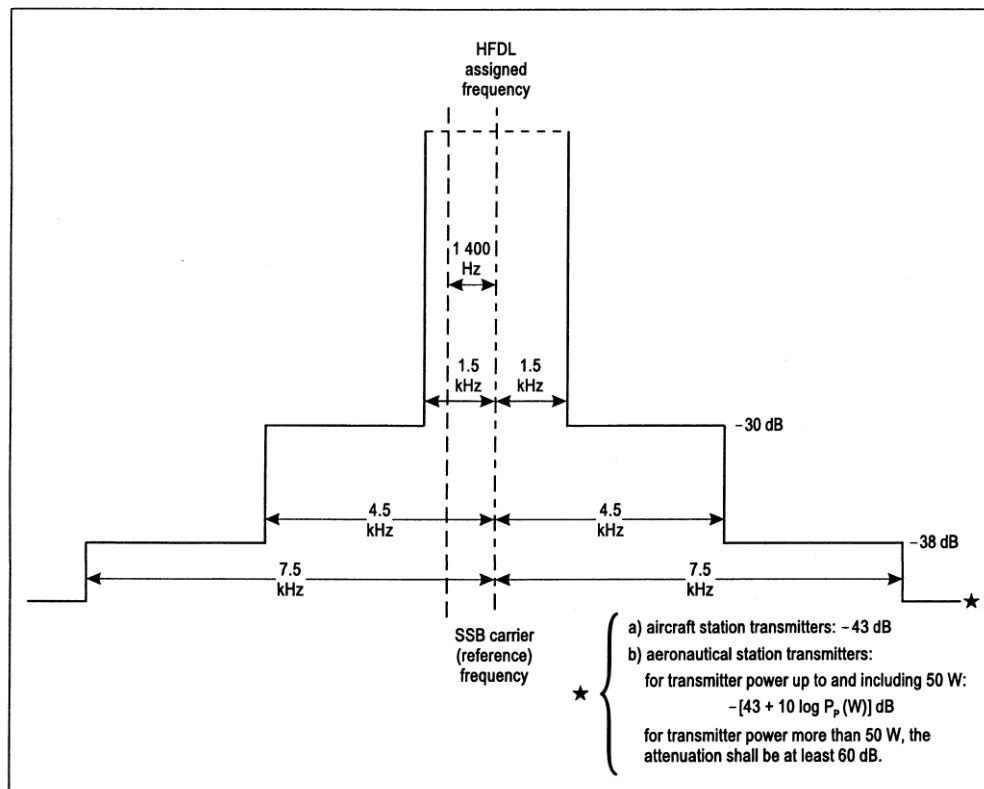 HFDL
assigned
frequency
1 400
Hz
1.5
kHz
1.5
kHz
−30 dB
4.5
kHz
4.5
kHz
−38 dB
7.5
kHz
7.5
kHz
★
SSB carrier
(reference)
frequency
★
a) aircraft station transmitters: −43 dB
b) aeronautical station transmitters:
for transmitter power up to and including 50 W:
−[43 + 10 log Pₚ (W)] dB
for transmitter power more than 50 W, the
attenuation shall be at least 60 dB.